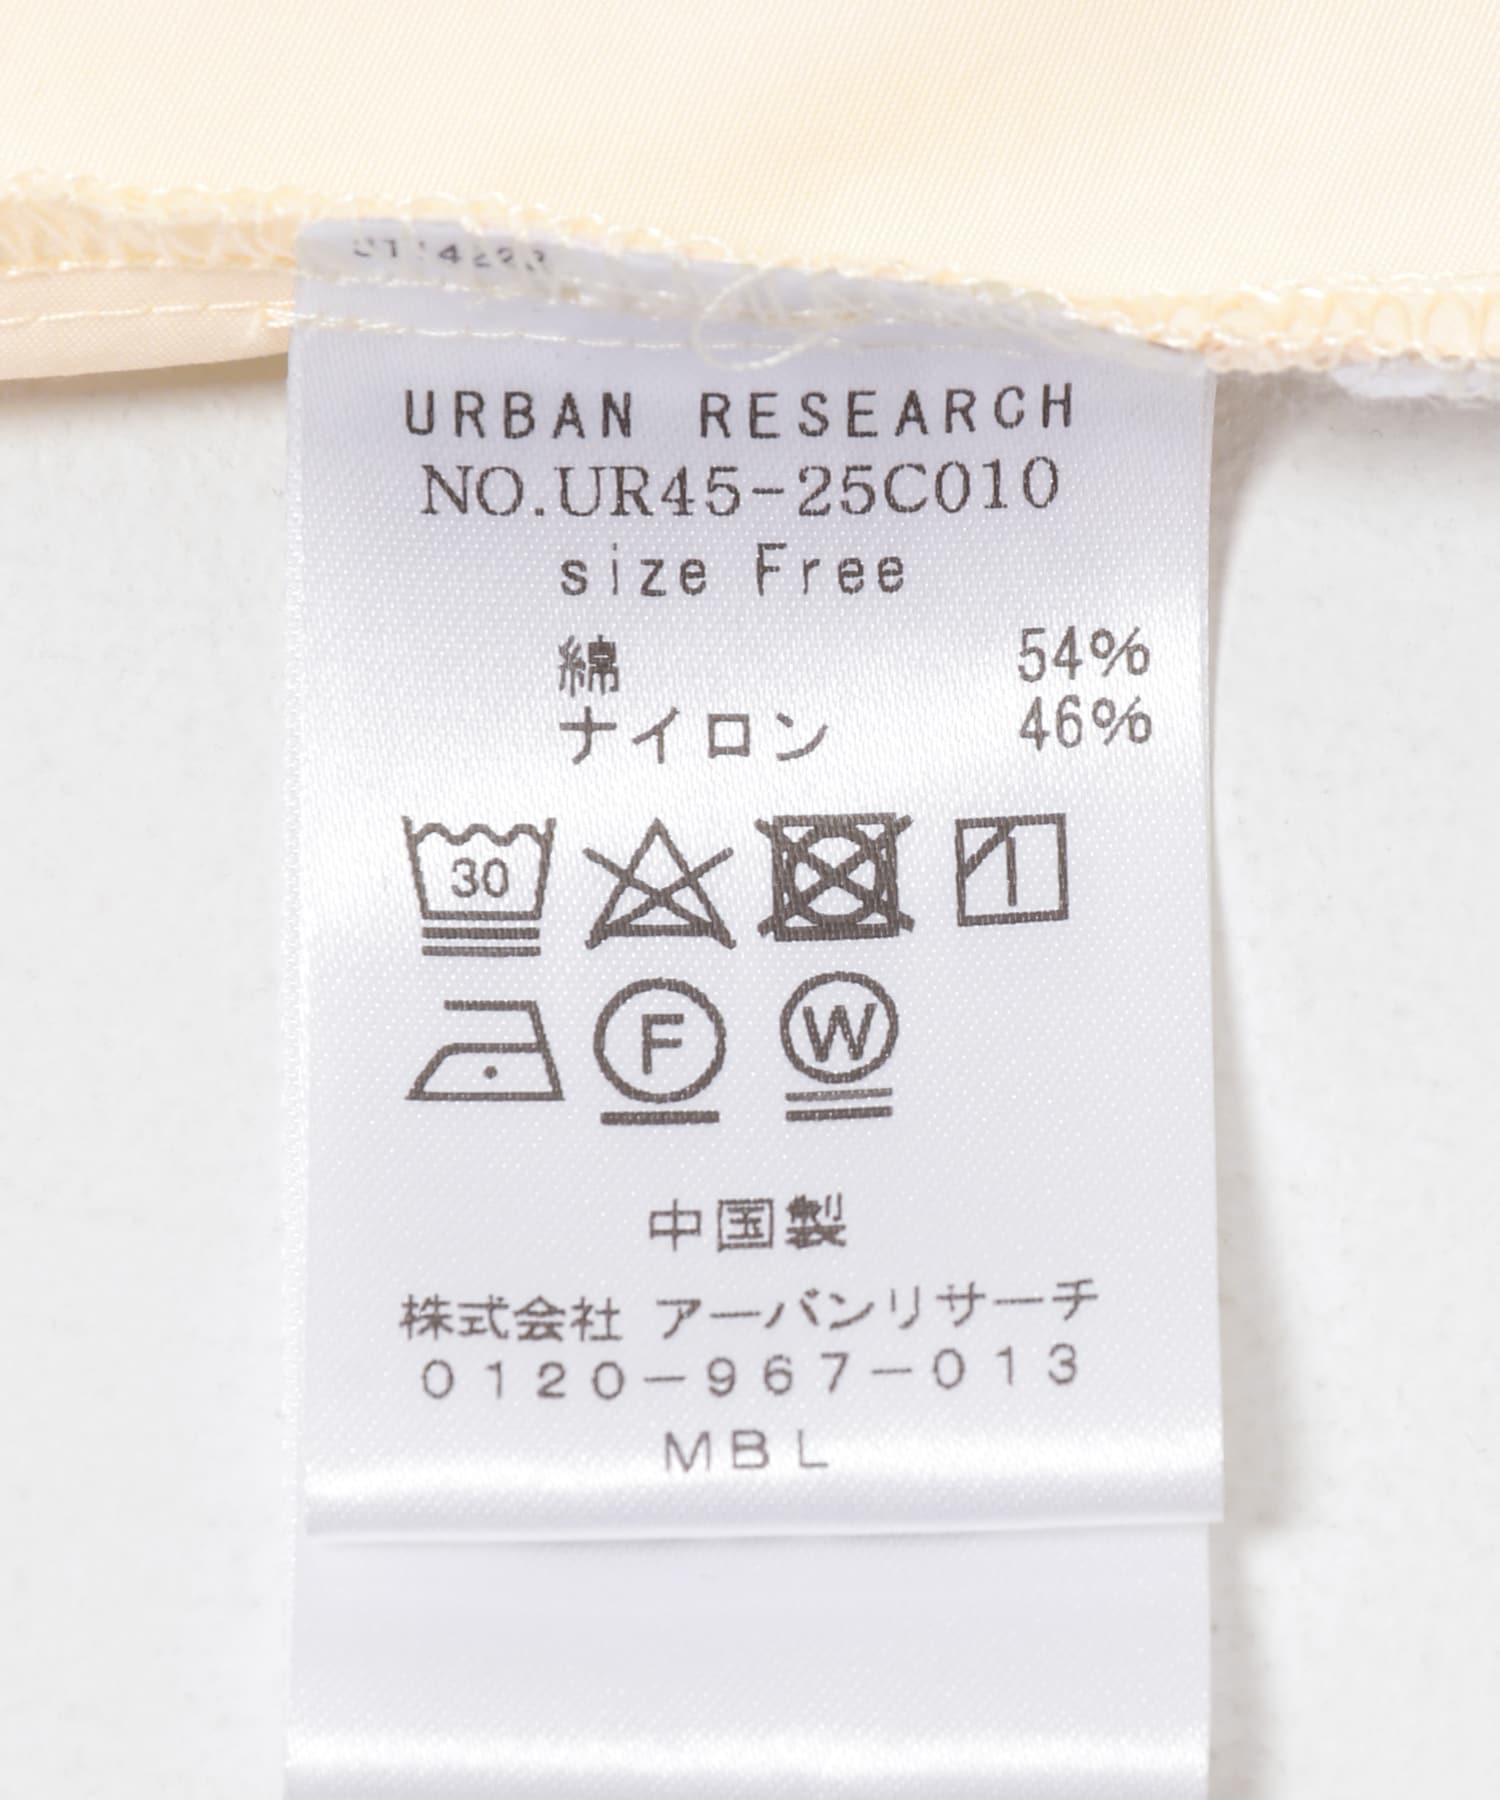 URBAN RESEARCH
NO.UR45-25C010
size Free
綿 54%
ナイロン 46%
30
F
W
中国製
株式会社 アーバンリサーチ
0120-967-013
MBL